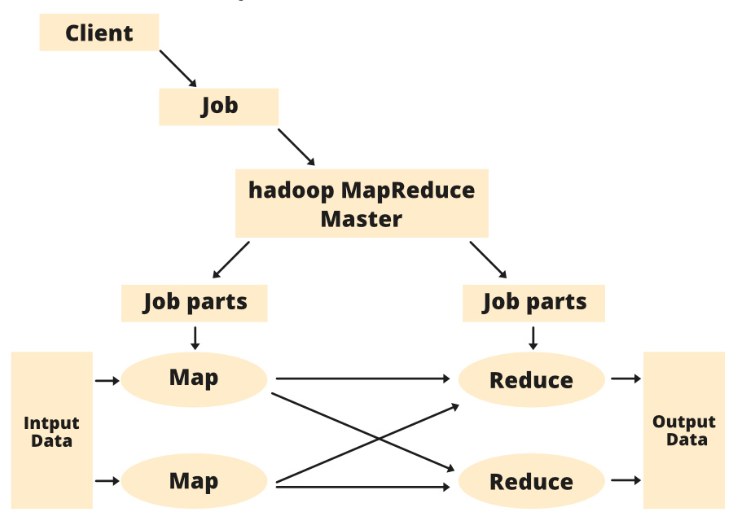 Client
Job
hadoop MapReduce
Master
Job parts
Job parts
Map
Reduce
Intput
Data
Output
Data
Map
Reduce